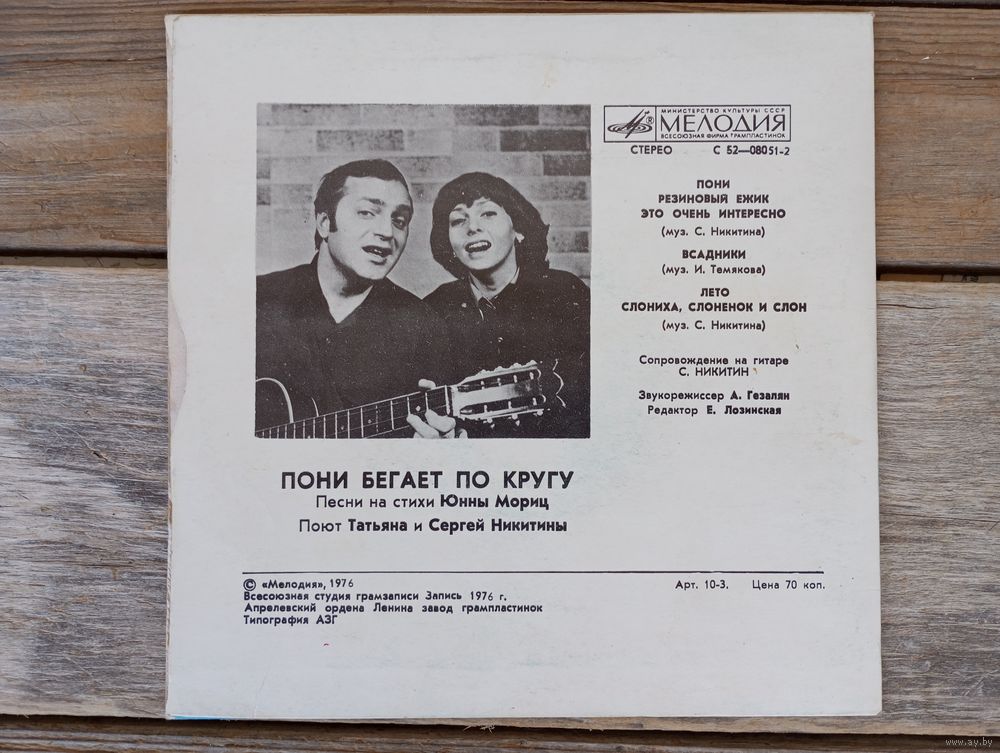 МИНИСТЕРСТВО КУЛЬТУРЫ СССР
МЕЛОДИЯ
ВСЕСОЮЗНАЯ ФИРМА ГРАМПЛАСТИНОК
СТЕРЕО С 52—08051-2
ПОНИ
РЕЗИНОВЫЙ ЕЖИК
ЭТО ОЧЕНЬ ИНТЕРЕСНО
(муз. С. Никитина)
ВСАДНИКИ
(муз. И. Темякова)
ЛЕТО
СЛОНИХА, СЛОНЕНОК И СЛОН
(муз. С. Никитина)
Сопровождение на гитаре
С. НИКИТИН
Звукорежиссер А. Гезалян
Редактор Е. Лозинская
ПОНИ БЕГАЕТ ПО КРУГУ
Песни на стихи Юнны Мориц
Поют Татьяна и Сергей Никитины
© «Мелодия», 1976
Всесоюзная студия грамзаписи Запись 1976 г.
Апрелевский ордена Ленина завод грампластинок
Типография АЗГ
Арт. 10-3. Цена 70 коп.
www.ay.by